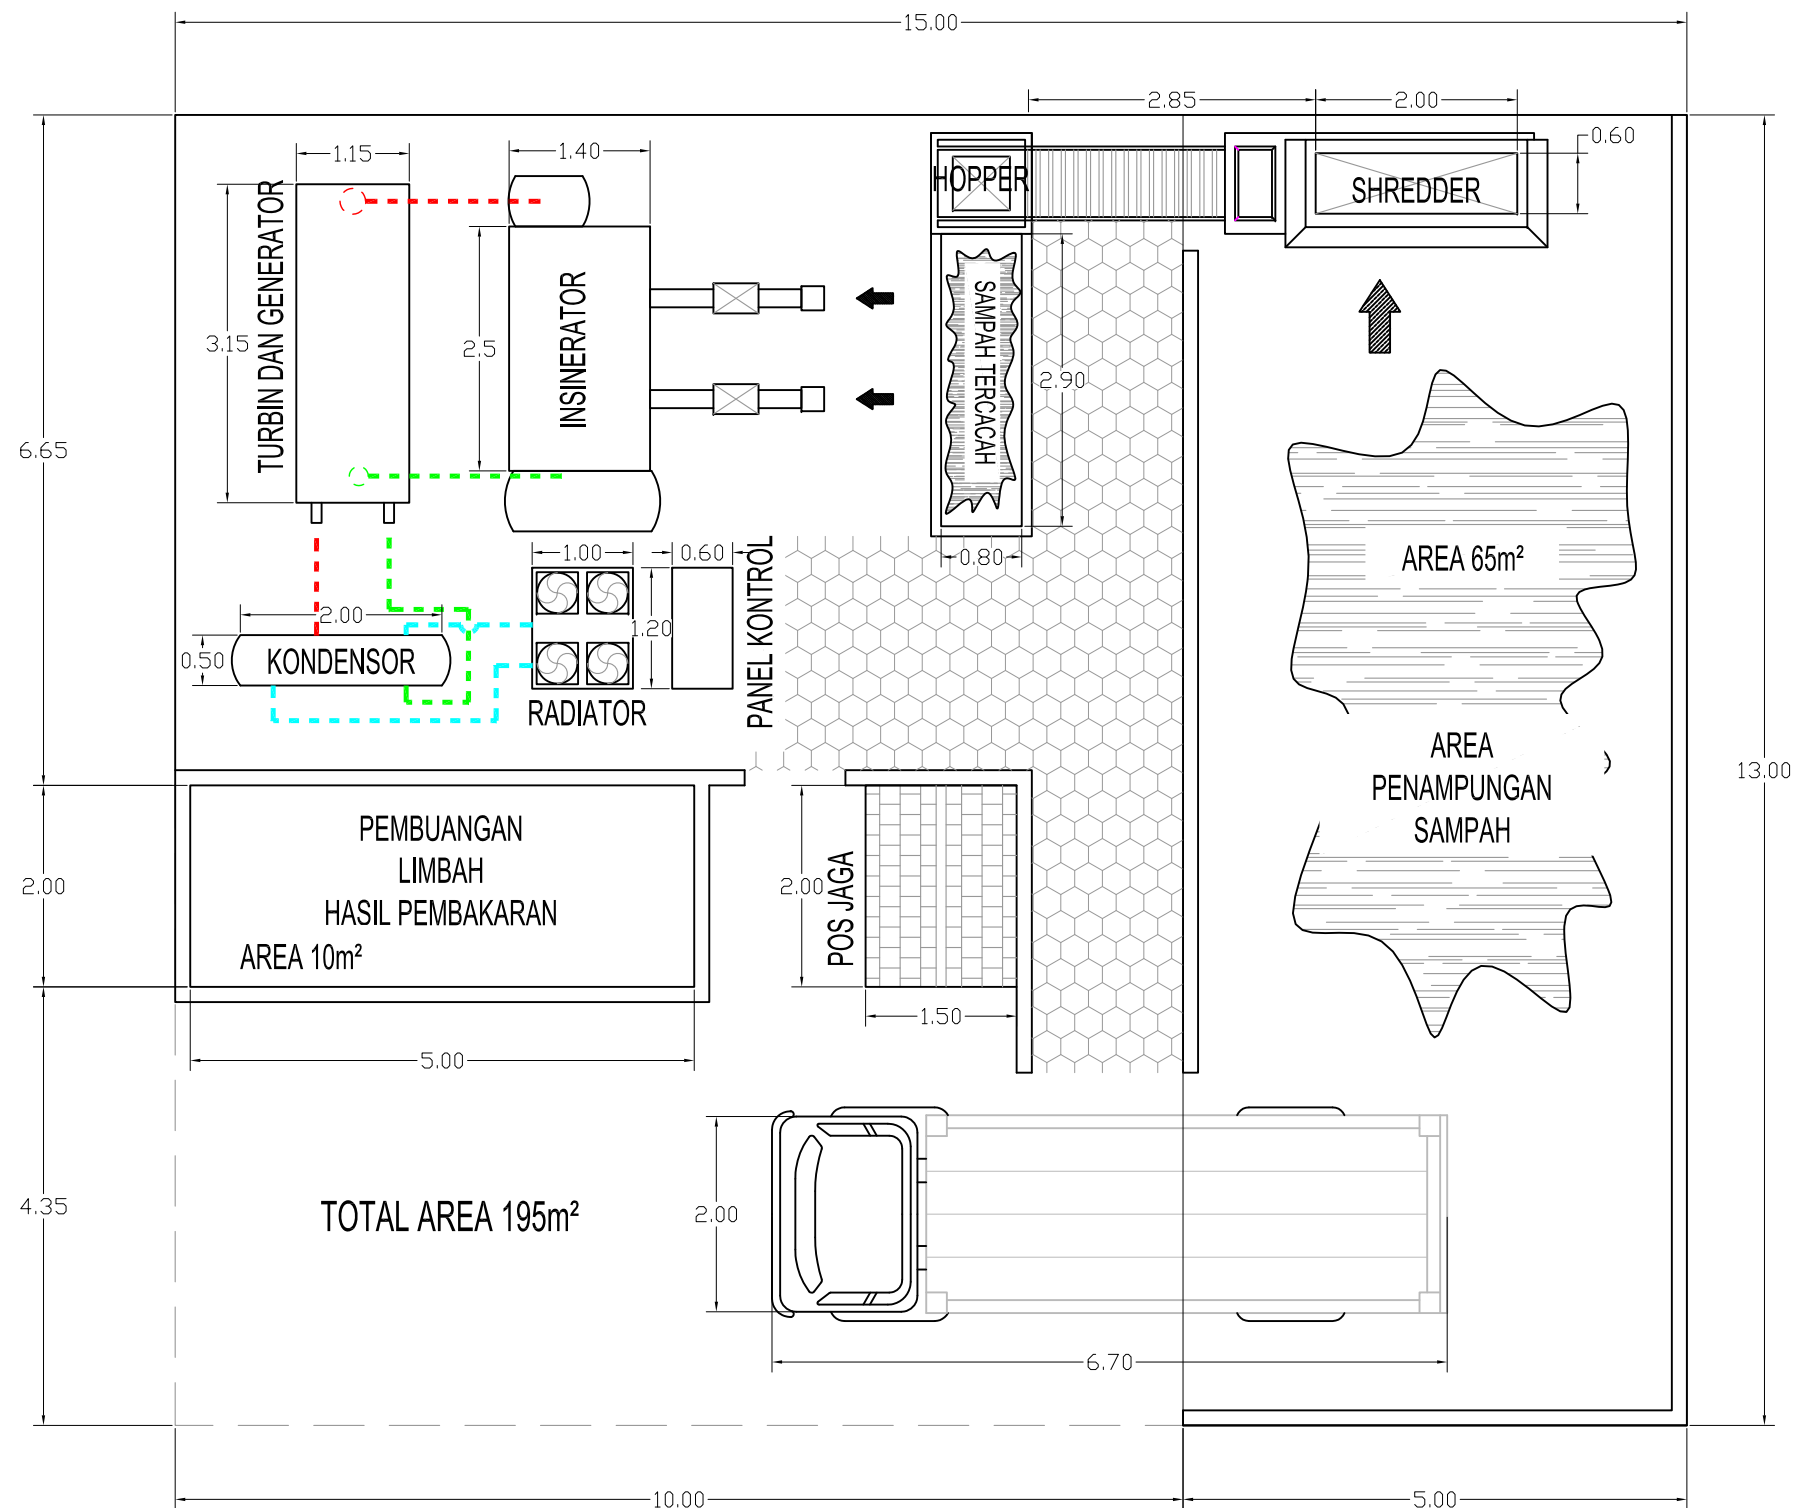 15.00
2.85
2.00
0.60
1.15
1.40
HOPPER
SHREDDER
TURBIN DAN GENERATOR
3.15
2.5
INSINERATOR
SAMPAH TERCACAH
2.90
6.65
0.80
1.00
0.60
PANEL KONTROL
AREA 65m²
2.00
1.20
0.50
KONDENSOR
RADIATOR
AREA
PENAMPUNGAN
SAMPAH
13.00
PEMBUANGAN
LIMBAH
HASIL PEMBAKARAN
AREA 10m²
2.00
2.00
POS JAGA
1.50
5.00
4.35
TOTAL AREA 195m²
2.00
6.70
10.00
5.00